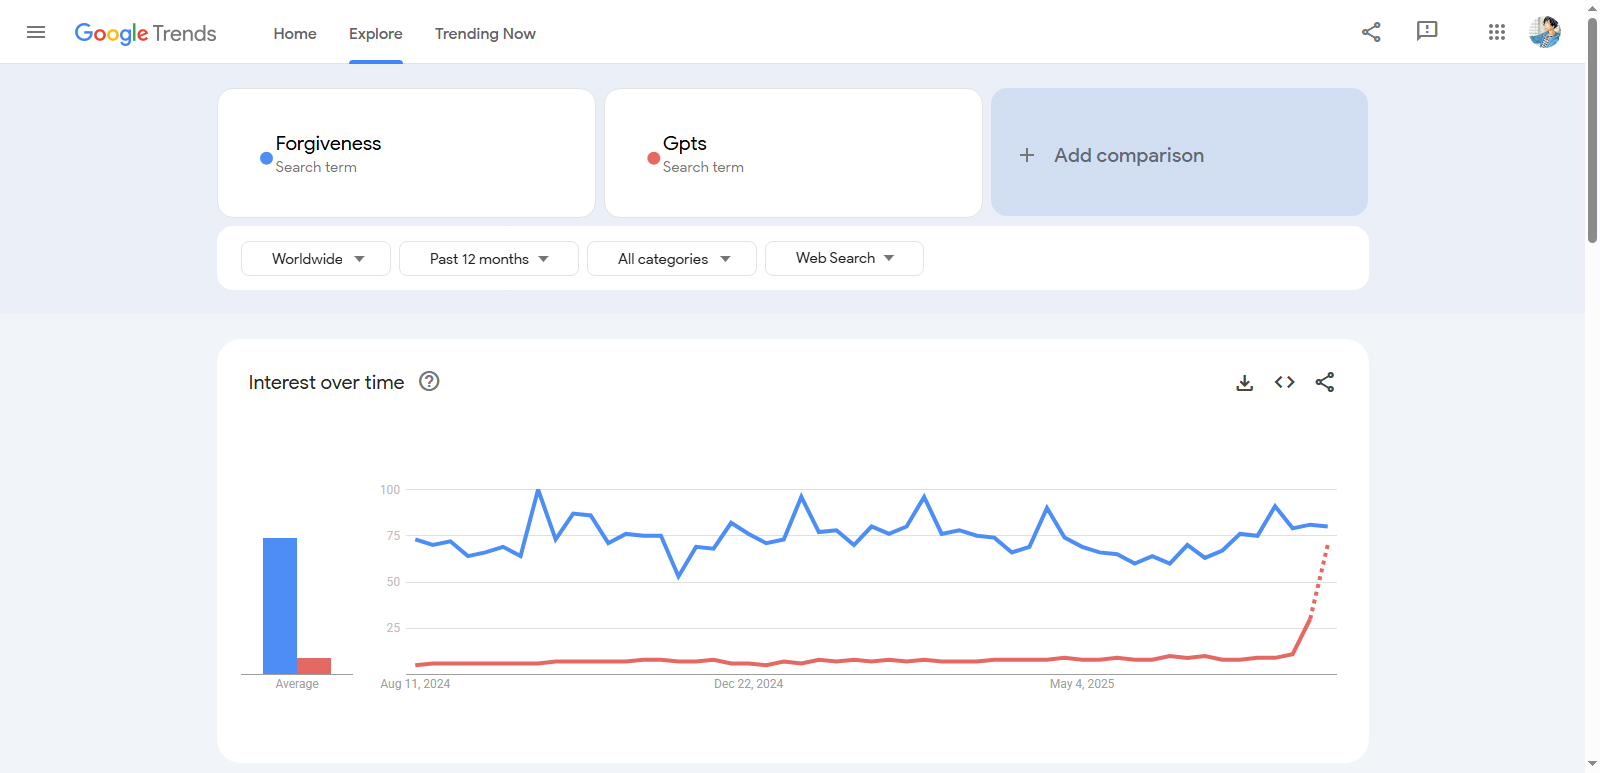 Google Trends
Home Explore Trending Now
Forgiveness
Search term
Gpts
Search term
+ Add comparison
Worldwide Past 12 months All categories Web Search
Interest over time ?
100
75
50
25
Average Aug 11, 2024 Dec 22, 2024 May 4, 2025